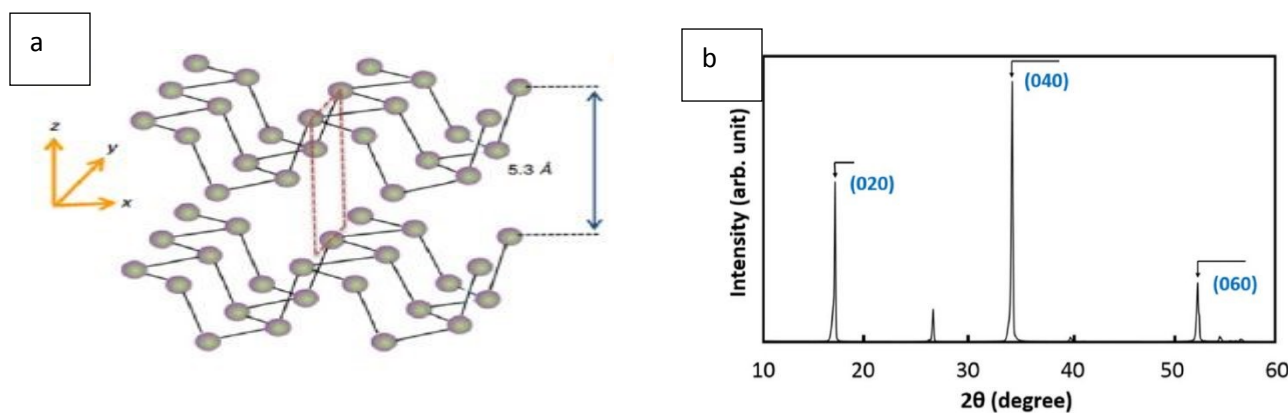 a
z
y
x
5.3 Å
b
Intensity (arb. unit)
(020)
(040)
(060)
10 20 30 40 50 60
2θ (degree)